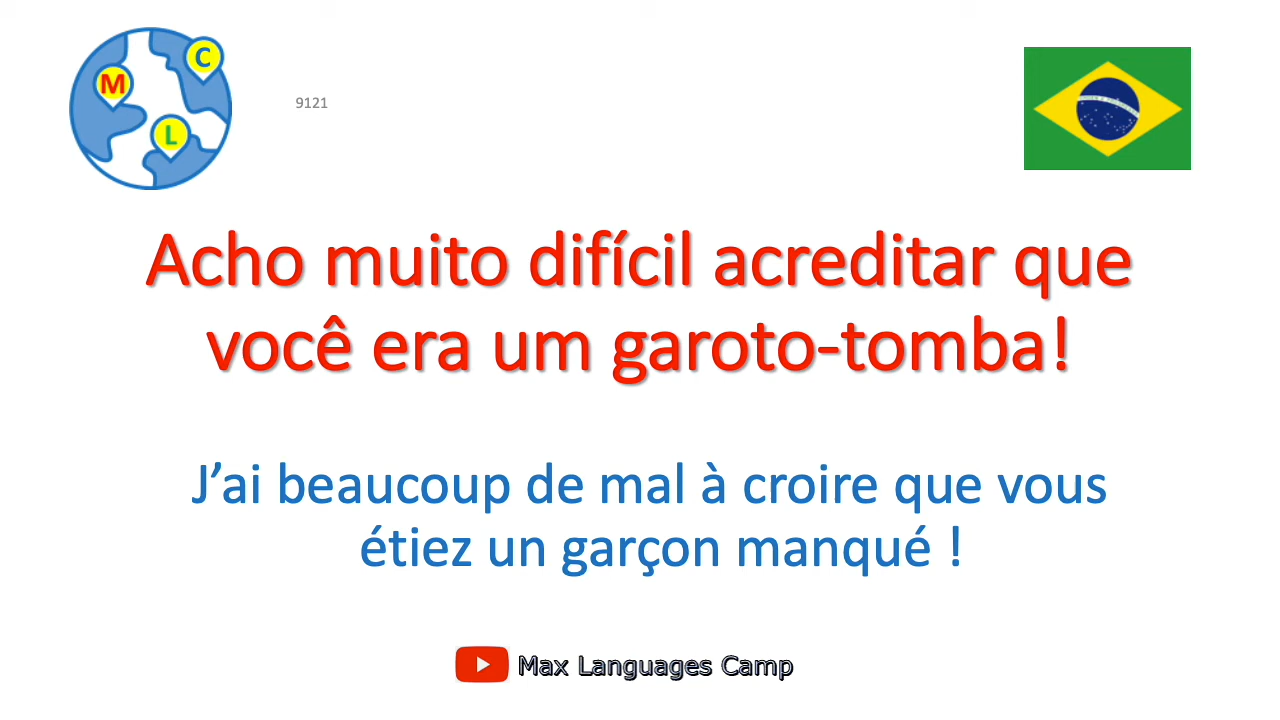 C
M
L
9121
Acho muito difícil acreditar que
você era um garoto-tomba!
J’ai beaucoup de mal à croire que vous
étiez un garçon manqué !
Max Languages Camp